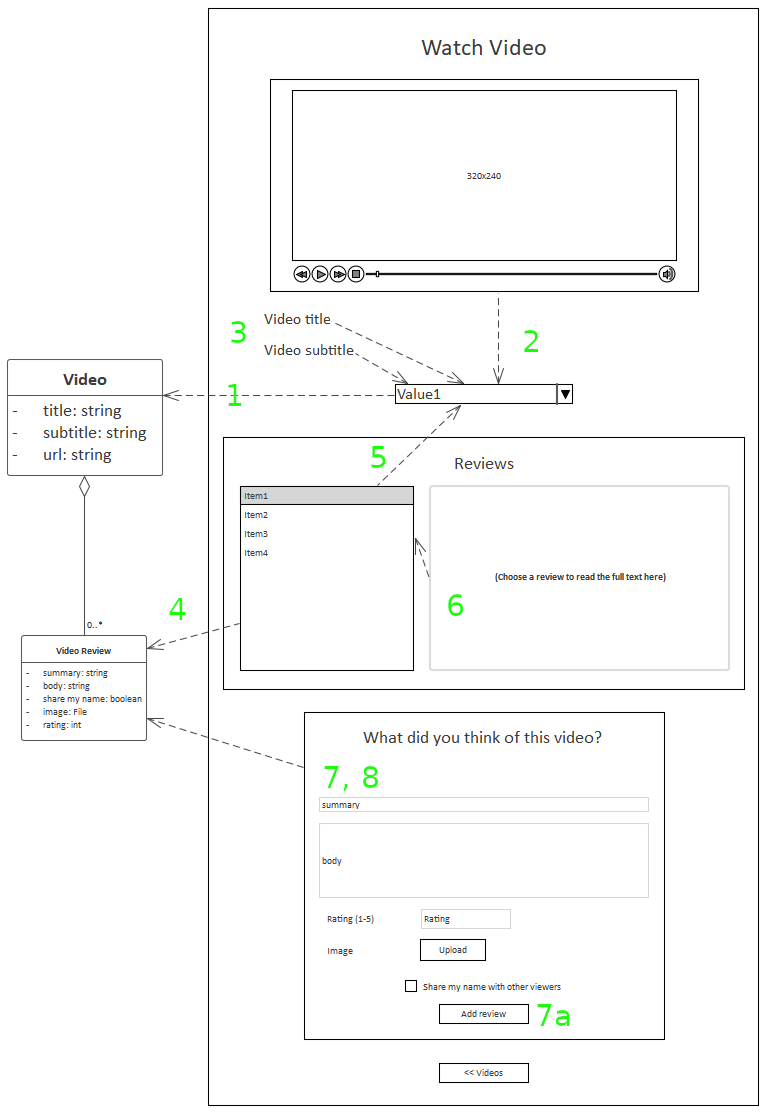 Watch Video
320x240
3 Video title
2
Video subtitle
Video
- title: string
- subtitle: string
- url: string
1
Value1
5
Reviews
Item1
Item2
Item3
Item4
(Choose a review to read the full text here)
6
4
0..*
Video Review
- summary: string
- body: string
- share my name: boolean
- image: File
- rating: int
What did you think of this video?
7, 8
summary
body
Rating (1-5) Rating
Image Upload
Share my name with other viewers
Add review 7a
<< Videos